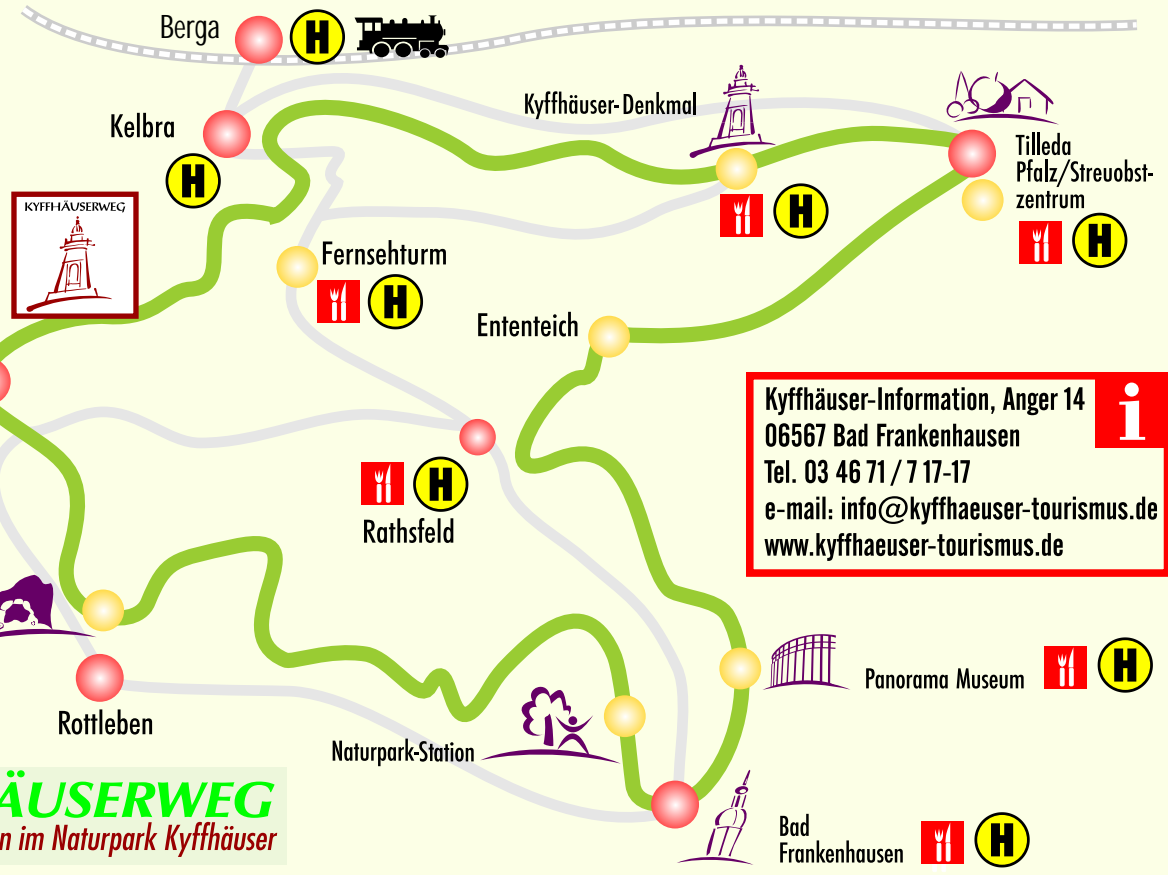 Berga
H
Kelbra
H
Kyffhäuser-Denkmal
H
Tilleda
Pfalz/Streuobst-
zentrum
H
KYFFHÄUSERWEG
Fernsehturm
H
Ententeich
Kyffhäuser-Information, Anger 14
06567 Bad Frankenhausen
Tel. 03 46 71 / 7 17-17
e-mail: info@kyffhaeuser-tourismus.de
www.kyffhaeuser-tourismus.de
i
H
Rathsfeld
Panorama Museum
H
Rottleben
Naturpark-Station
ÄUSERWEG
n im Naturpark Kyffhäuser
Bad
Frankenhausen
H